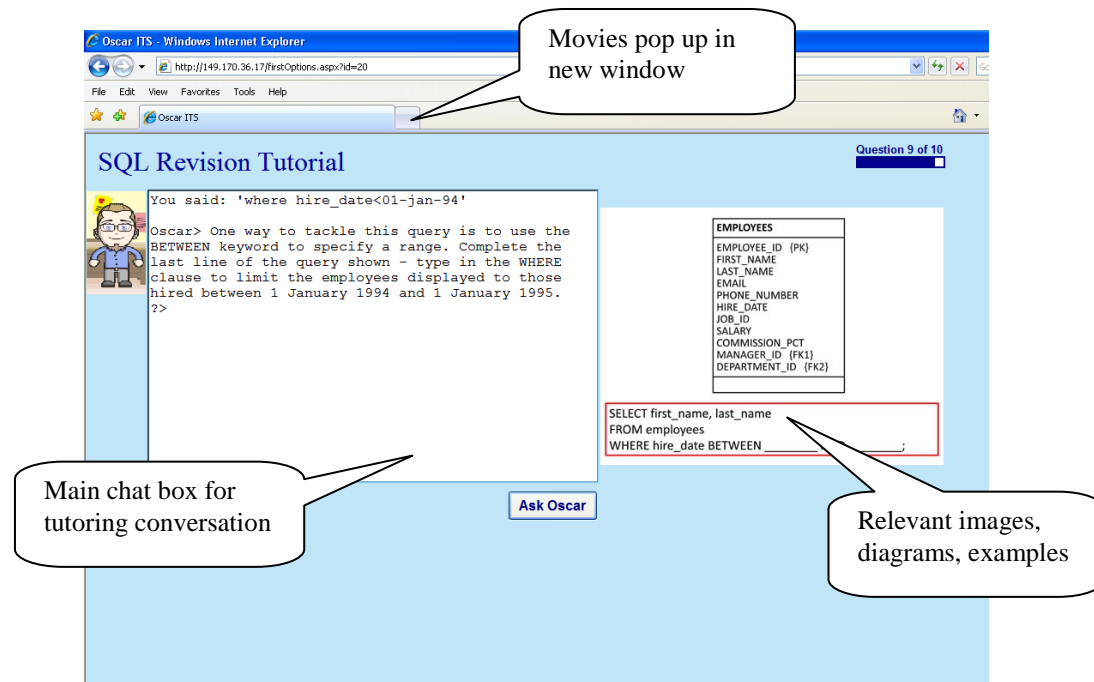 Oscar ITS - Windows Internet Explorer
http://149.170.36.17/firstOptions.aspx?id=20
File Edit View Favorites Tools Help
Oscar ITS
Movies pop up in
new window
SQL Revision Tutorial
Question 9 of 10
You said: 'where hire_date<01-jan-94'
Oscar> One way to tackle this query is to use the
BETWEEN keyword to specify a range. Complete the
last line of the query shown - type in the WHERE
clause to limit the employees displayed to those
hired between 1 January 1994 and 1 January 1995.
?>
EMPLOYEES
EMPLOYEE_ID {PK}
FIRST_NAME
LAST_NAME
EMAIL
PHONE_NUMBER
HIRE_DATE
JOB_ID
SALARY
COMMISSION_PCT
MANAGER_ID {FK1}
DEPARTMENT_ID {FK2}
SELECT first_name, last_name
FROM employees
WHERE hire_date BETWEEN ________ ________;
Ask Oscar
Main chat box for
tutoring conversation
Relevant images,
diagrams, examples